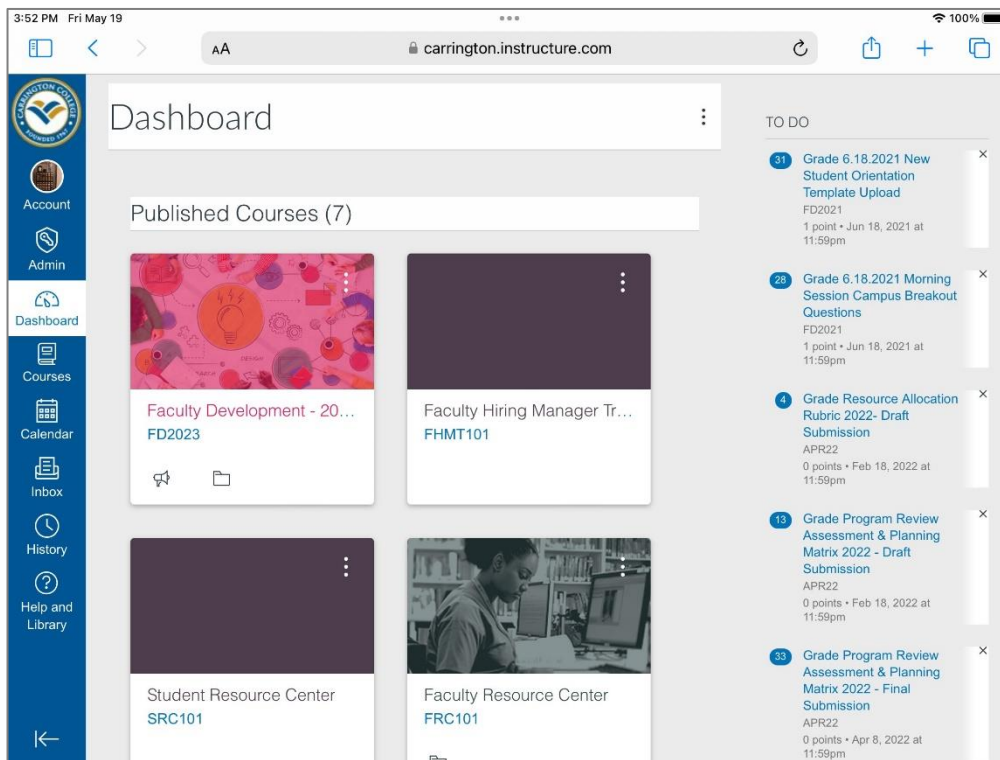 3:52 PM Fri May 19
100%
AA
carrington.instructure.com
CARRINGTON COLLEGE
FOUNDED 1967
Account
Admin
Dashboard
Courses
Calendar
Inbox
History
Help and
Library
Dashboard
Published Courses (7)
DESIGN
Faculty Development - 20...
FD2023
Faculty Hiring Manager Tr...
FHMT101
Student Resource Center
SRC101
Faculty Resource Center
FRC101
TO DO
31
Grade 6.18.2021 New
Student Orientation
Template Upload
FD2021
1 point • Jun 18, 2021 at
11:59pm
28
Grade 6.18.2021 Morning
Session Campus Breakout
Questions
FD2021
1 point • Jun 18, 2021 at
11:59pm
4
Grade Resource Allocation
Rubric 2022- Draft
Submission
APR22
0 points • Feb 18, 2022 at
11:59pm
13
Grade Program Review
Assessment & Planning
Matrix 2022 - Draft
Submission
APR22
0 points • Feb 18, 2022 at
11:59pm
33
Grade Program Review
Assessment & Planning
Matrix 2022 - Final
Submission
APR22
0 points • Apr 8, 2022 at
11:59pm